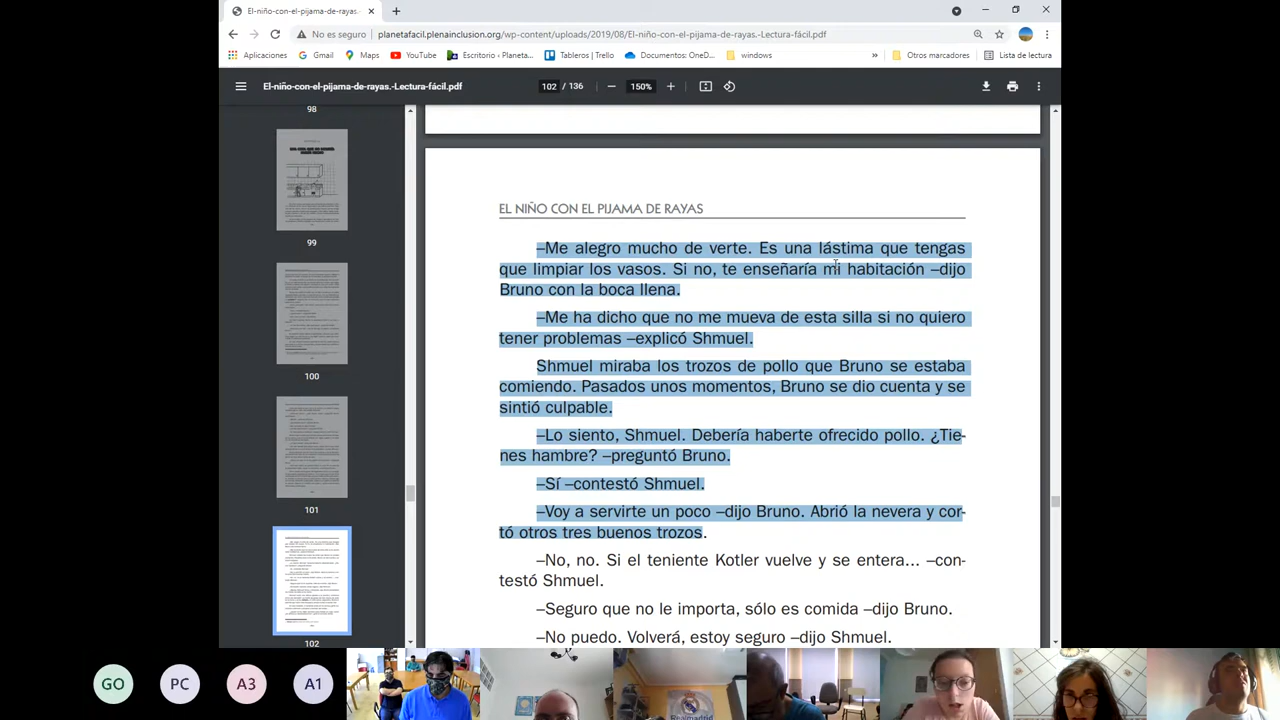 El-niño-con-el-pijama-de-rayas.
No es seguro
planetafacil.plenainclusion.org/wp-content/uploads/2019/08/El-niño-con-el-pijama-de-rayas.-Lectura-fácil.pdf
Aplicaciones
Gmail
Maps
YouTube
Escritorio ‹ Planeta...
Tableros | Trello
Documentos: OneD...
windows
»
Otros marcadores
Lista de lectura
El-niño-con-el-pijama-de-rayas.-Lectura-fácil.pdf
102 / 136
150%
98
99
100
101
102
EL NIÑO CON EL PIJAMA DE RAYAS
–Me alegro mucho de verte. Es una lástima que tengas
que limpiar los vasos. Si no, te enseñaría mi habitación –dijo
Bruno con la boca llena.
–Me ha dicho que no me mueva de esta silla si no quiero
tener problemas –explicó Shmuel.
Shmuel miraba los trozos de pollo que Bruno se estaba
comiendo. Pasados unos momentos, Bruno se dio cuenta y se
sintió culpable.
–Lo siento, Shmuel. Debería haberte ofrecido pollo. ¿Tie-
nes hambre? –preguntó Bruno.
–Sí –contestó Shmuel.
–Voy a servirte un poco –dijo Bruno. Abrió la nevera y cor-
tó otros tres buenos trozos.
–No, no. Si el teniente Kotler vuelve y se entera... –con-
testó Shmuel.
–Seguro que no le importa, sólo es comida –dijo Bruno.
–No puedo. Volverá, estoy seguro –dijo Shmuel.
GO
PC
A3
A1
Realmadrid